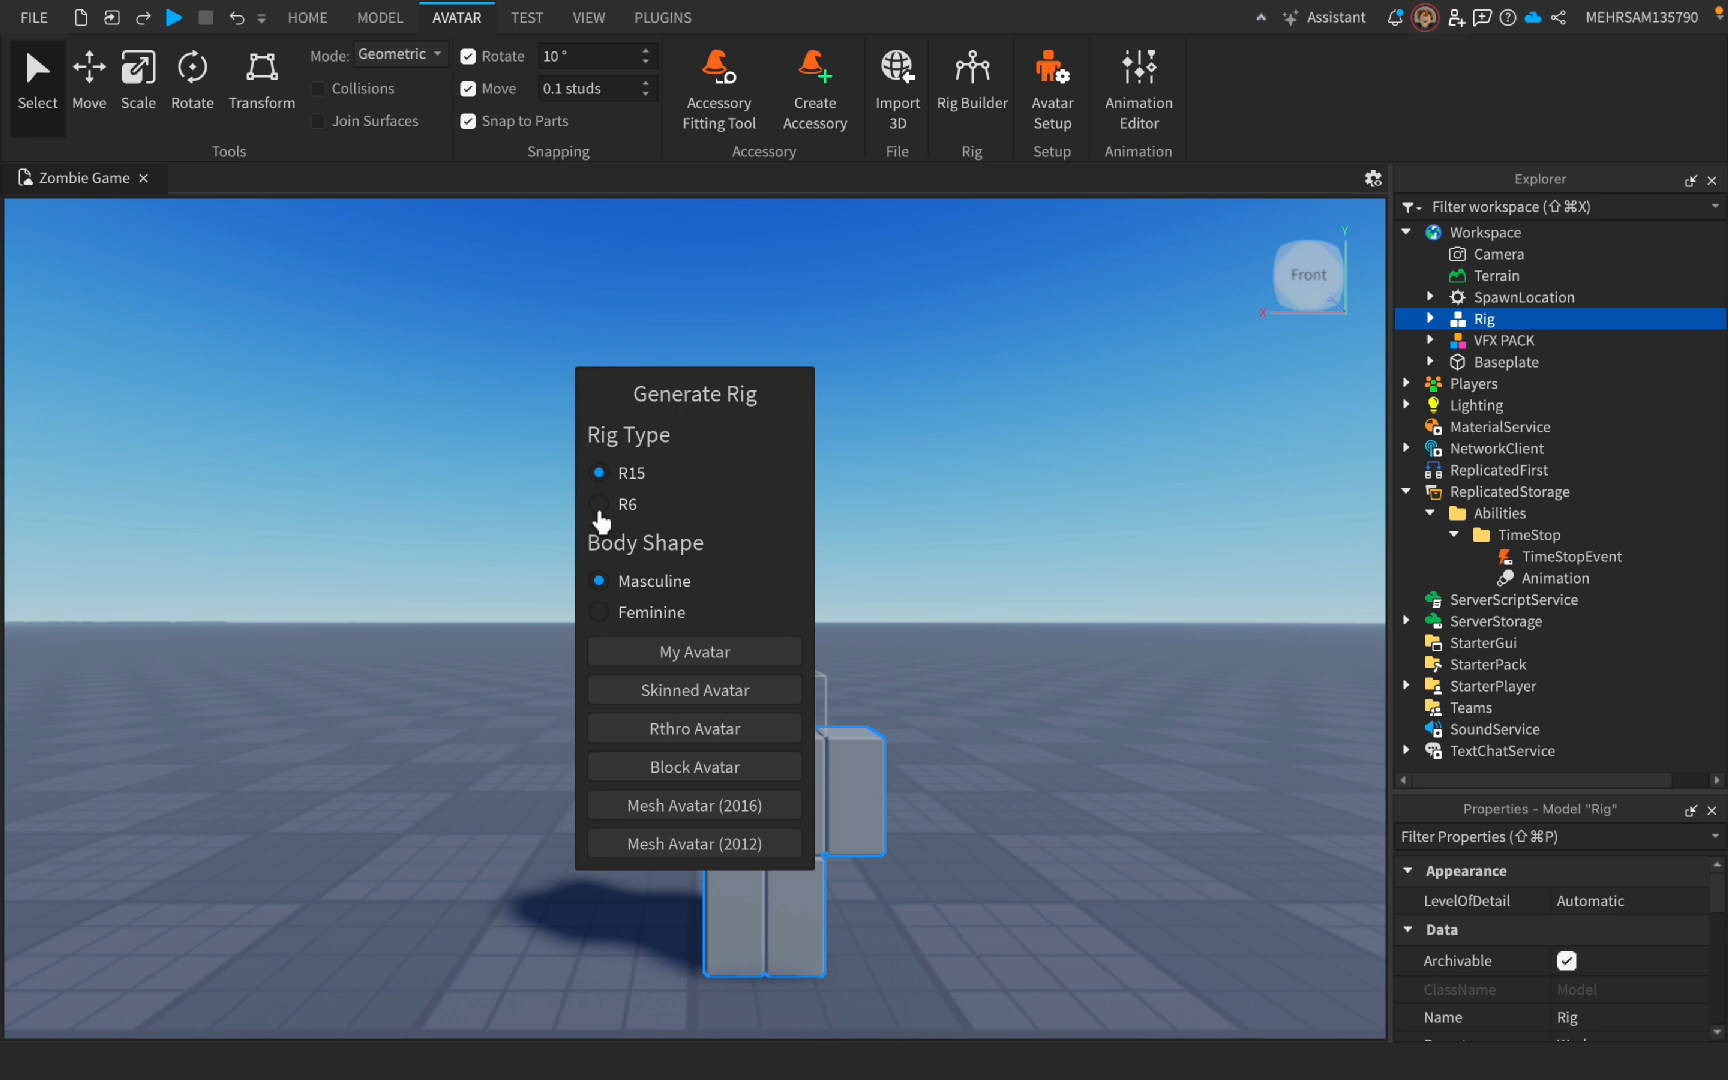 FILE HOME MODEL AVATAR TEST VIEW PLUGINS Assistant MEHRSAM135790
Select
Move
Scale
Rotate
Transform
Mode: Geometric
Collisions
Join Surfaces
Tools
Rotate 10 °
Move 0.1 studs
Snap to Parts
Snapping
Accessory
Fitting Tool
Create
Accessory
Accessory
Import
3D
File
Rig Builder
Rig
Avatar
Setup
Setup
Animation
Editor
Animation
Zombie Game
Front
Y
X
Generate Rig
Rig Type
R15
R6
Body Shape
Masculine
Feminine
My Avatar
Skinned Avatar
Rthro Avatar
Block Avatar
Mesh Avatar (2016)
Mesh Avatar (2012)
Explorer
Filter workspace (⇧⌘X)
Workspace
Camera
Terrain
SpawnLocation
Rig
VFX PACK
Baseplate
Players
Lighting
MaterialService
NetworkClient
ReplicatedFirst
ReplicatedStorage
Abilities
TimeStop
TimeStopEvent
Animation
ServerScriptService
ServerStorage
StarterGui
StarterPack
StarterPlayer
Teams
SoundService
TextChatService
Properties - Model "Rig"
Filter Properties (⇧⌘P)
Appearance
LevelOfDetail Automatic
Data
Archivable
ClassName Model
Name Rig